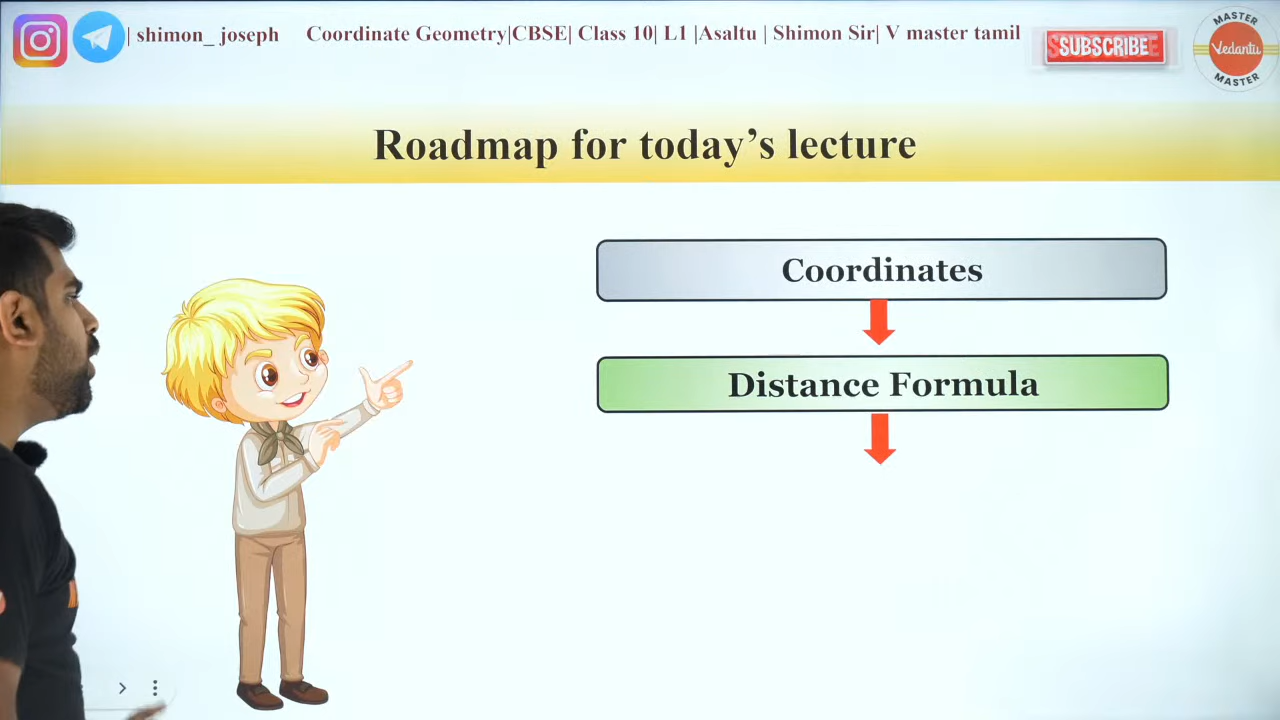 | shimon_ joseph
Coordinate Geometry|CBSE| Class 10| L1 |Asaltu | Shimon Sir| V master tamil
SUBSCRIBE
MASTER
Vedantu
MASTER
Roadmap for today’s lecture
Coordinates
Distance Formula